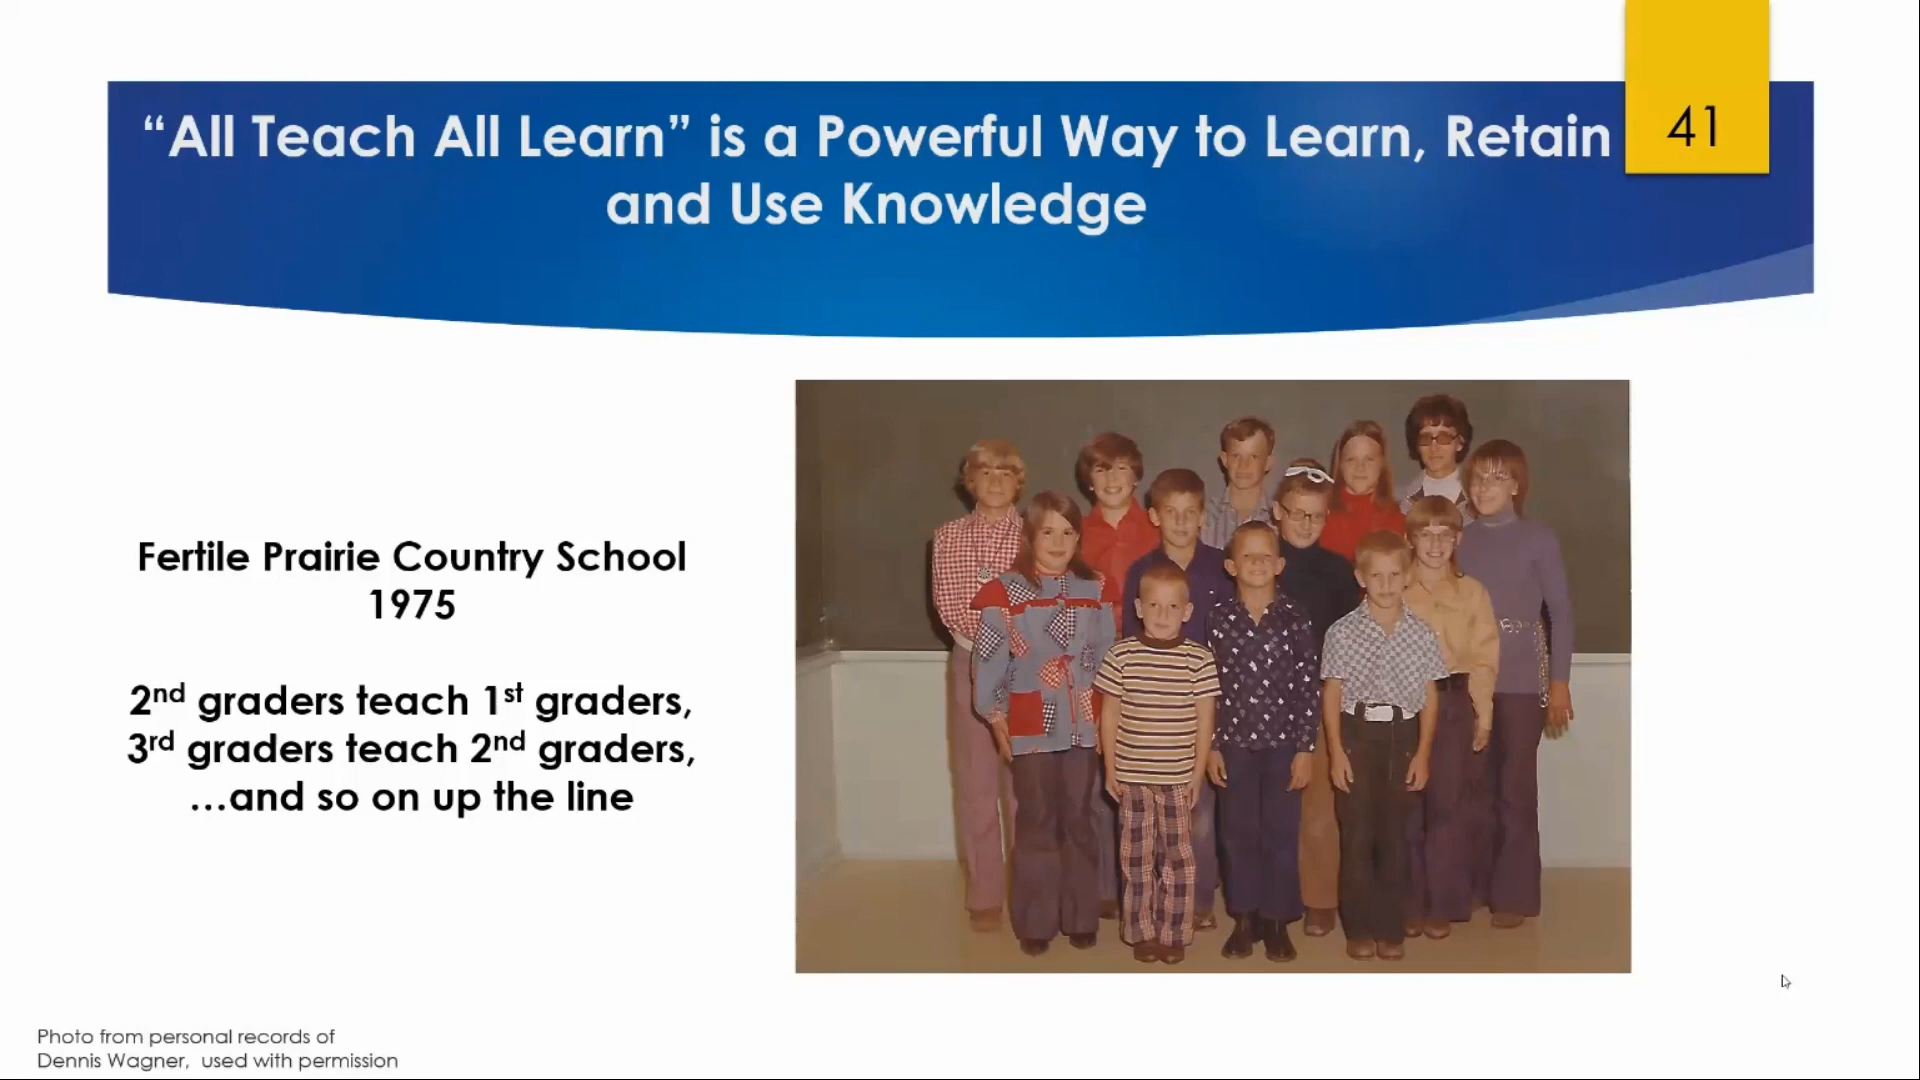 “All Teach All Learn” is a Powerful Way to Learn, Retain
and Use Knowledge
41
Fertile Prairie Country School
1975
2nd graders teach 1st graders,
3rd graders teach 2nd graders,
…and so on up the line
Photo from personal records of
Dennis Wagner,  used with permission